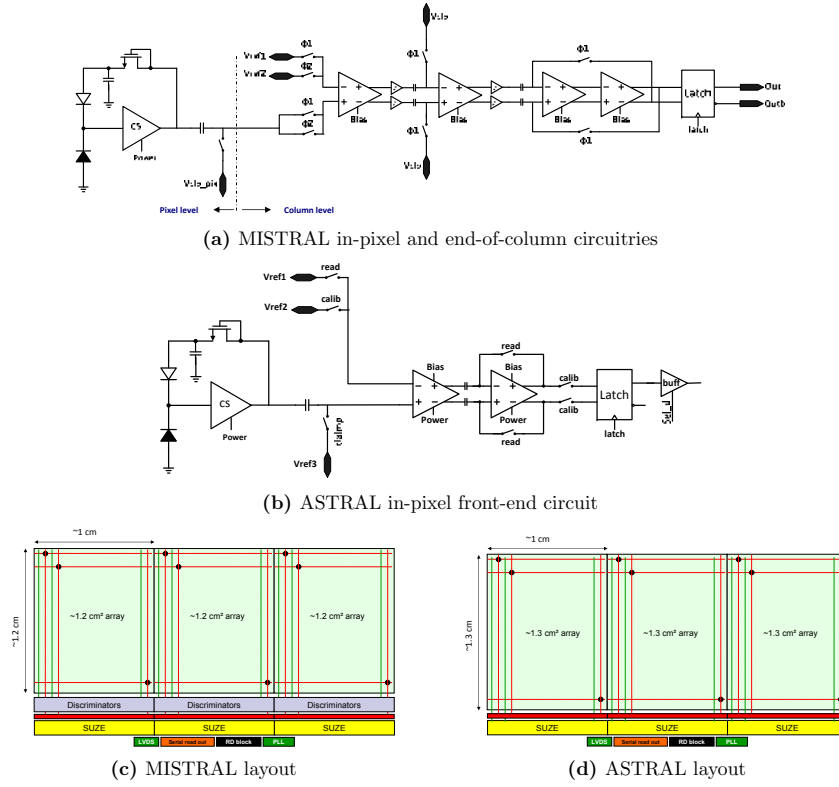 Φ1
Φ1
Φ2
Φ1
Φ1
Φ2
CS
Power
Bias
Bias
Φ1
Bias
Bias
Φ1
Latch
latch
Out
Outb
Pixel level
Column level
(a) MISTRAL in-pixel and end-of-column circuitries
read
Vref1
calib
Vref2
CS
Power
clamp
Vref3
Bias
Power
read
Bias
Power
read
calib
calib
Latch
latch
buff
(b) ASTRAL in-pixel front-end circuit
~1 cm
~1.2 cm
~1.2 cm² array
~1.2 cm² array
~1.2 cm² array
Discriminators
Discriminators
Discriminators
SUZE
SUZE
SUZE
LVDS
Serial read out
RD block
PLL
(c) MISTRAL layout
~1 cm
~1.3 cm
~1.3 cm² array
~1.3 cm² array
~1.3 cm² array
SUZE
SUZE
SUZE
LVDS
Serial read out
RD block
PLL
(d) ASTRAL layout